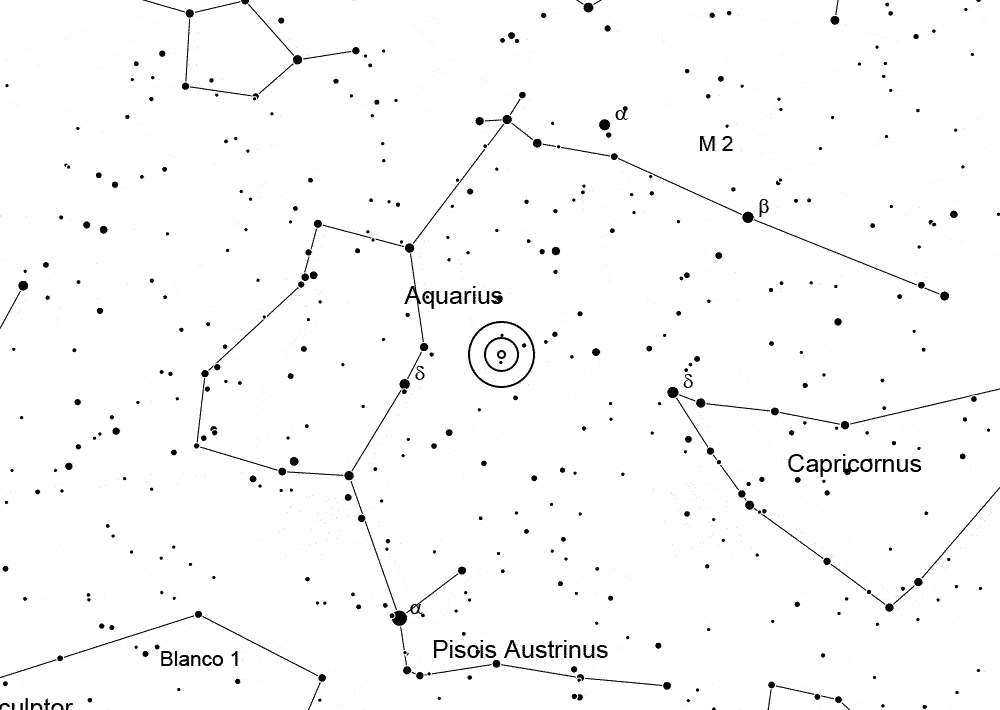 α
M 2
β
Aquarius
δ
δ
Capricornus
α
Pisois Austrinus
Blanco 1
culptor